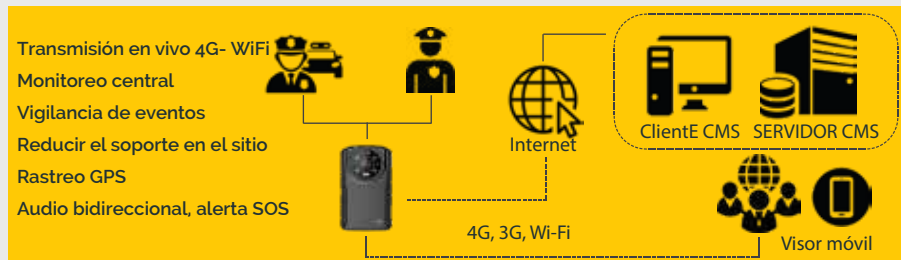 Transmisión en vivo 4G- WiFi
Monitoreo central
Vigilancia de eventos
Reducir el soporte en el sitio
Rastreo GPS
Audio bidireccional, alerta SOS
Internet
ClientE CMS
SERVIDOR CMS
4G, 3G, Wi-Fi
Visor móvil